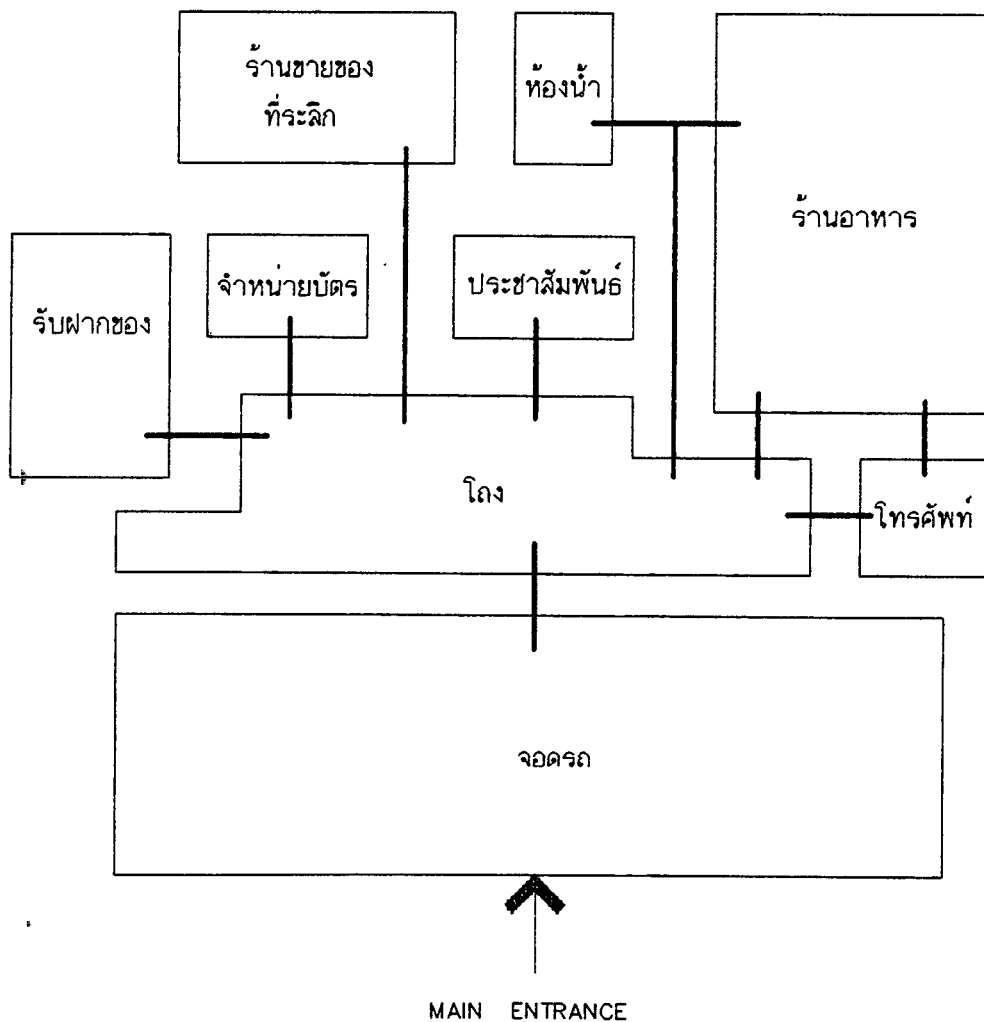 ร้านขายของ
ที่ระลึก
ห้องน้ำ
ร้านอาหาร
จำหน่ายบัตร
ประชาสัมพันธ์
รับฝากของ
โถง
โทรศัพท์
จอดรถ
MAIN ENTRANCE